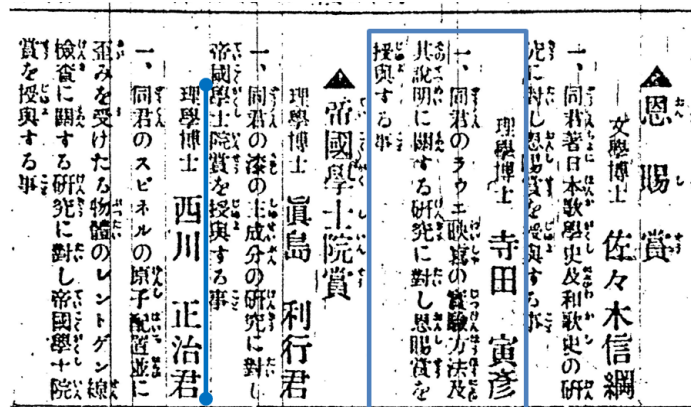 ▲恩賜賞
文學博士 佐々木信綱
一、同君著日本歌學史及和歌史の研
究に對し恩賜賞を授與する事
理學博士 寺田 寅彦
一、同君のラウエ映寫の實驗方法及
其說明に關する研究に對し恩賜賞を
授與する事
▲帝國學士院賞
理學博士 眞島 利行君
一、同君の漆の主成分の研究に對し
帝國學士院賞を授與する事
理學博士 西川 正治君
一、同君のスピネルの原子配置並に
歪みを受けたる物體のレントゲン線
檢査に關する研究に對し帝國學士院
賞を授與する事